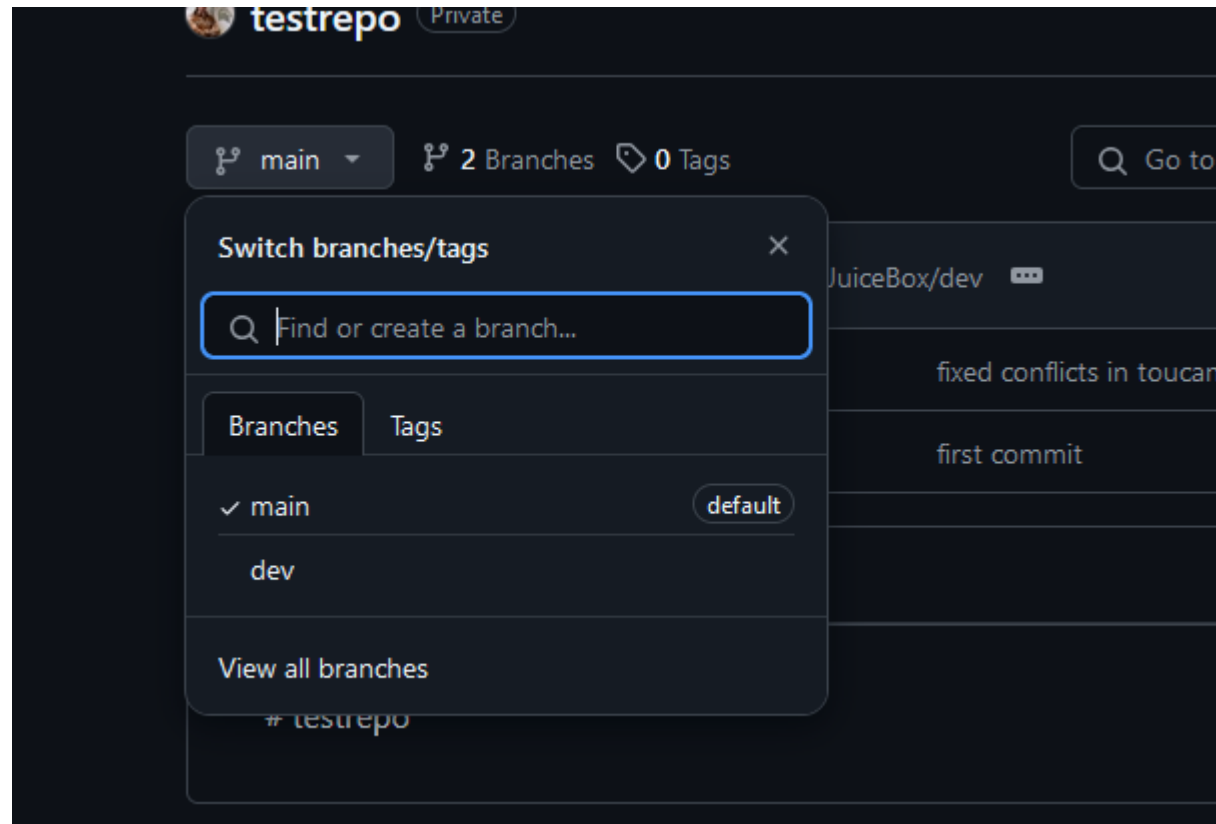 testrepo Private
main 2 Branches 0 Tags Go to
Switch branches/tags
JuiceBox/dev
Find or create a branch...
fixed conflicts in toucan
Branches Tags
first commit
main default
dev
View all branches
# testrepo